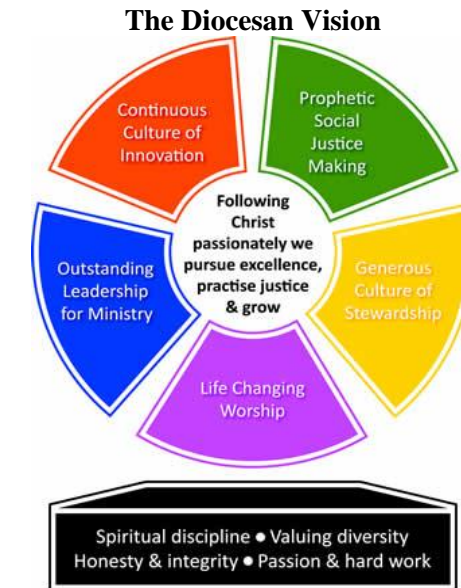 The Diocesan Vision
Continuous
Culture of
Innovation
Prophetic
Social
Justice
Making
Following
Christ
passionately we
pursue excellence,
practise justice
& grow
Outstanding
Leadership
for Ministry
Generous
Culture of
Stewardship
Life Changing
Worship
Spiritual discipline ● Valuing diversity
Honesty & integrity ● Passion & hard work